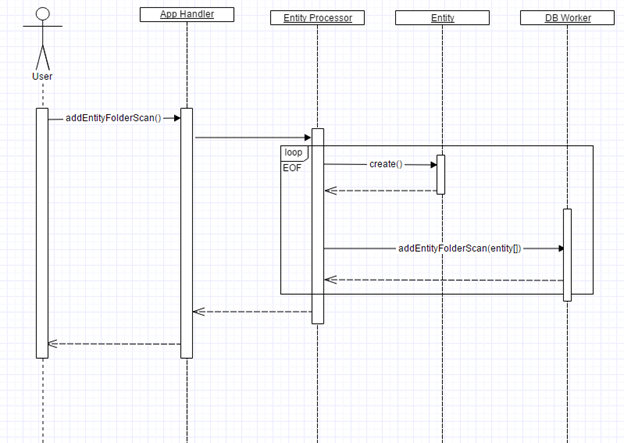 App Handler
Entity Processor
Entity
DB Worker
User
addEntityFolderScan()
loop
EOF
create()
addEntityFolderScan(entity[])